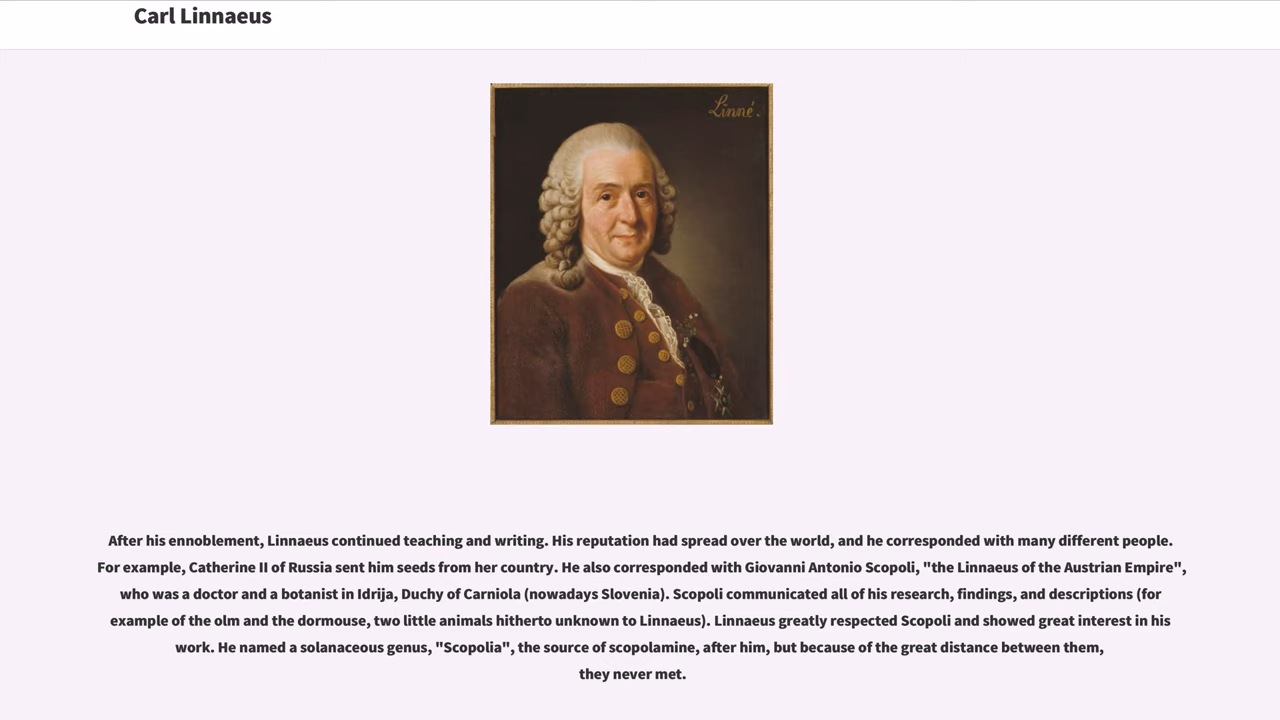 Carl Linnaeus
Linné.
After his ennoblement, Linnaeus continued teaching and writing. His reputation had spread over the world, and he corresponded with many different people.
For example, Catherine II of Russia sent him seeds from her country. He also corresponded with Giovanni Antonio Scopoli, "the Linnaeus of the Austrian Empire",
who was a doctor and a botanist in Idrija, Duchy of Carniola (nowadays Slovenia). Scopoli communicated all of his research, findings, and descriptions (for
example of the olm and the dormouse, two little animals hitherto unknown to Linnaeus). Linnaeus greatly respected Scopoli and showed great interest in his
work. He named a solanaceous genus, "Scopolia", the source of scopolamine, after him, but because of the great distance between them,
they never met.